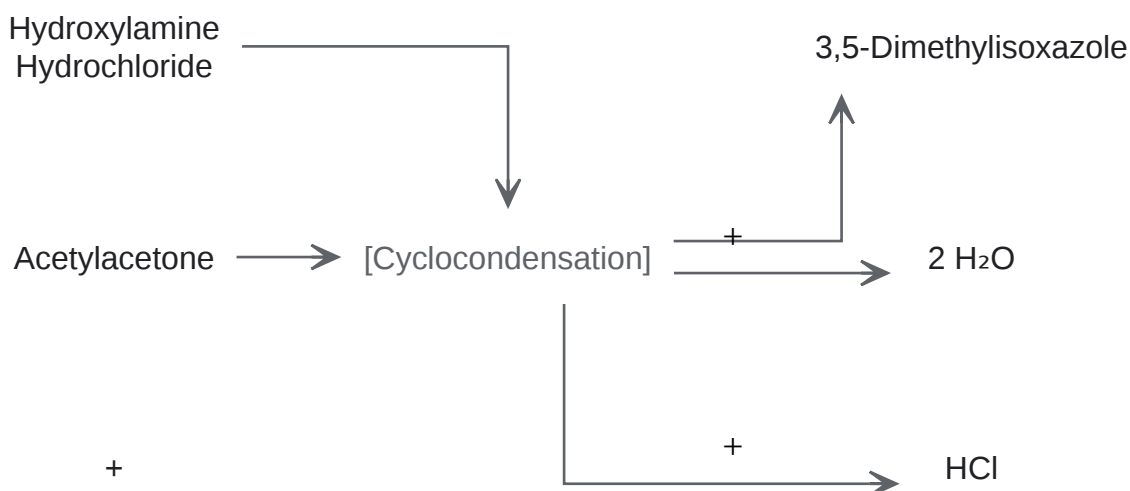 Hydroxylamine
Hydrochloride
3,5-Dimethylisoxazole
+
Acetylacetone
[Cyclocondensation]
2 H₂O
+
+
HCl